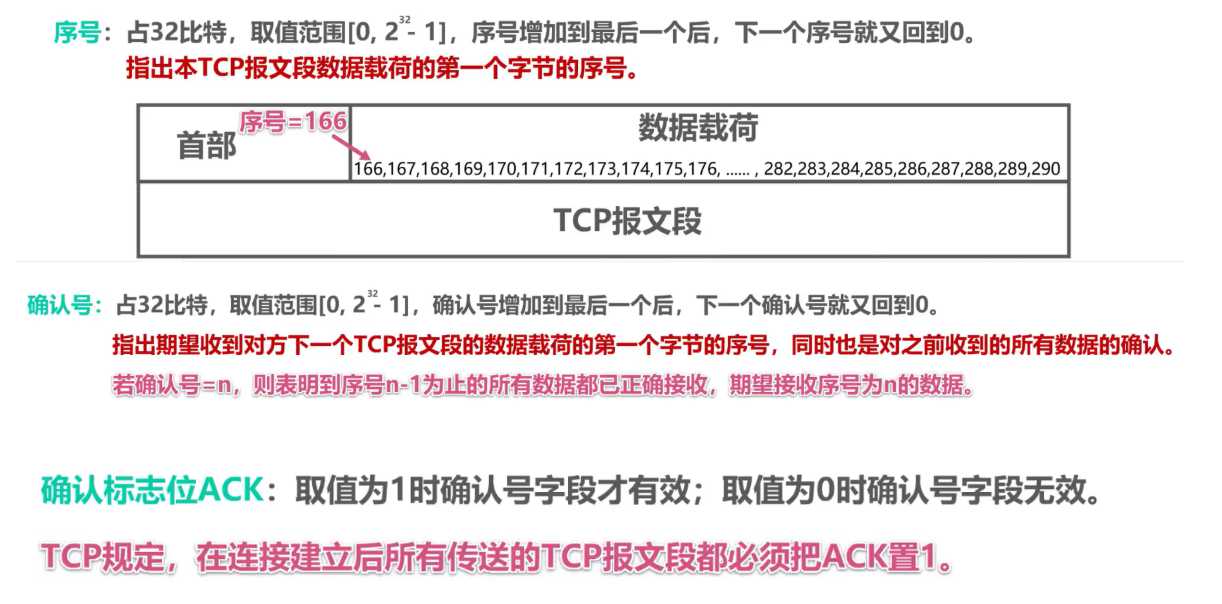 序号：占32比特，取值范围[0, 2^32 - 1]，序号增加到最后一个后，下一个序号就又回到0。
指出本TCP报文段数据载荷的第一个字节的序号。
首部
序号=166
数据载荷
166,167,168,169,170,171,172,173,174,175,176, ...... , 282,283,284,285,286,287,288,289,290
TCP报文段
确认号：占32比特，取值范围[0, 2^32 - 1]，确认号增加到最后一个后，下一个确认号就又回到0。
指出期望收到对方下一个TCP报文段的数据载荷的第一个字节的序号，同时也是对之前收到的所有数据的确认。
若确认号=n，则表明到序号n-1为止的所有数据都已正确接收，期望接收序号为n的数据。
确认标志位ACK：取值为1时确认号字段才有效；取值为0时确认号字段无效。
TCP规定，在连接建立后所有传送的TCP报文段都必须把ACK置1。